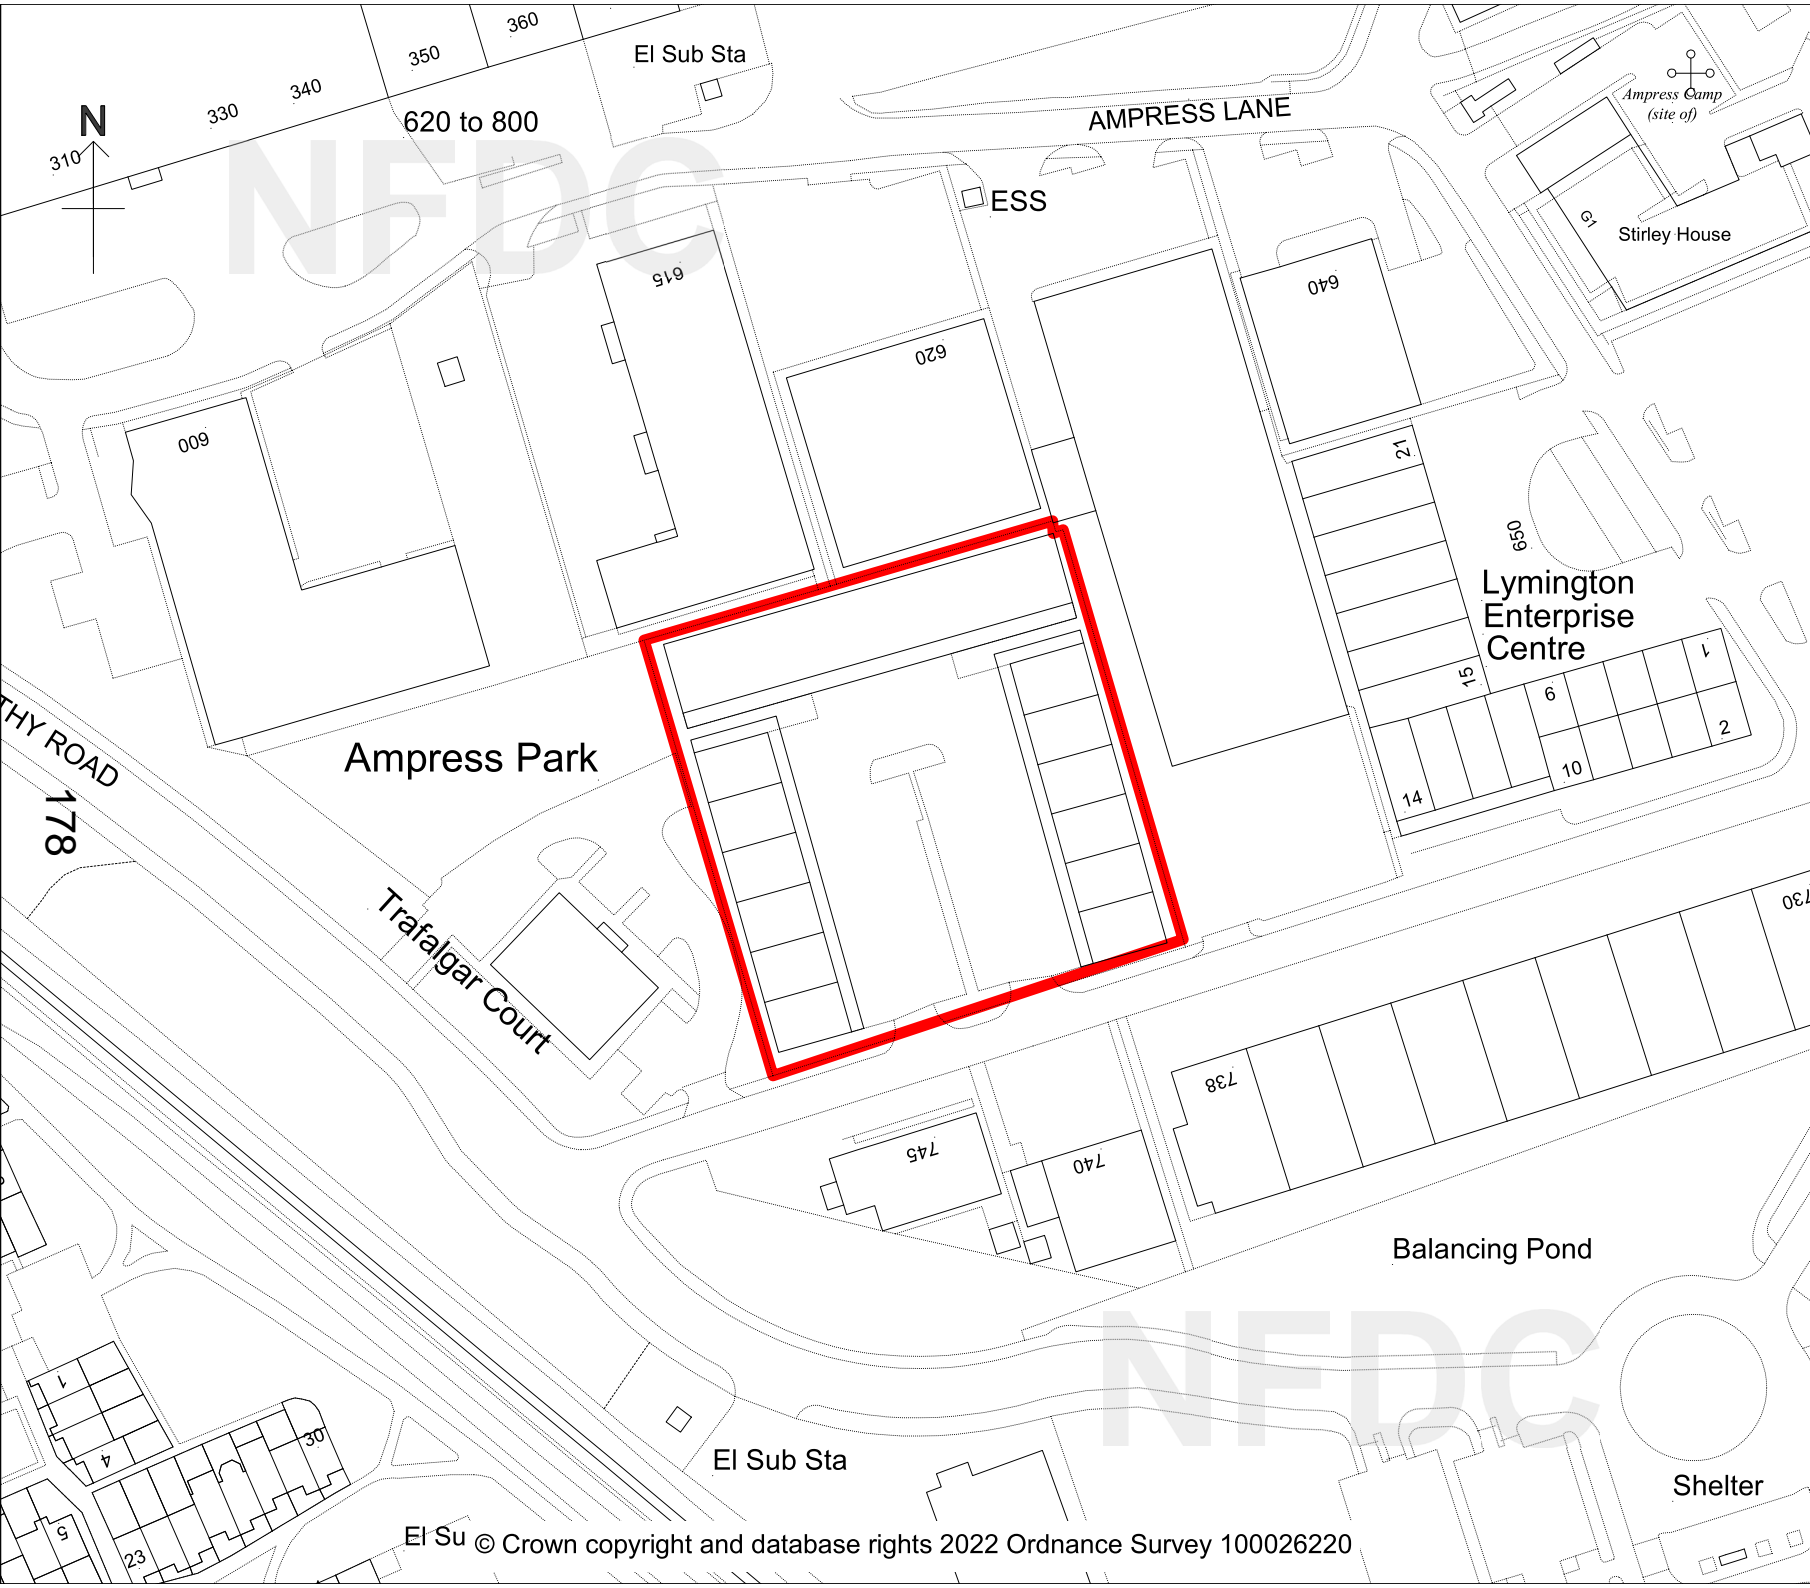 360
350
El Sub Sta
340
330
N
620 to 800
AMPRESS LANE
Ampress Camp
(site of)
310
NFDC
ESS
G1
Stirley House
615
640
620
600
21
650
Lymington
Enterprise
Centre
15
6
1
2
10
14
THY ROAD
Ampress Park
178
Trafalgar Court
730
738
745
740
Balancing Pond
NFDC
1
4
30
5
23
El Sub Sta
Shelter
El Su
© Crown copyright and database rights 2022 Ordnance Survey 100026220